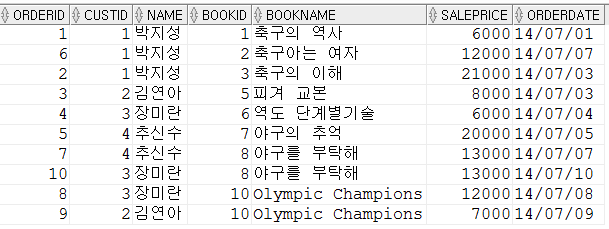 ORDERID CUSTID NAME BOOKID BOOKNAME SALEPRICE ORDERDATE
1 1 박지성 1 축구의 역사 6000 14/07/01
6 1 박지성 2 축구아는 여자 12000 14/07/07
2 1 박지성 3 축구의 이해 21000 14/07/03
3 2 김연아 5 피겨 교본 8000 14/07/03
4 3 장미란 6 역도 단계별기술 6000 14/07/04
5 4 추신수 7 야구의 추억 20000 14/07/05
7 4 추신수 8 야구를 부탁해 13000 14/07/07
10 3 장미란 8 야구를 부탁해 13000 14/07/10
8 3 장미란 10 Olympic Champions 12000 14/07/08
9 2 김연아 10 Olympic Champions 7000 14/07/09